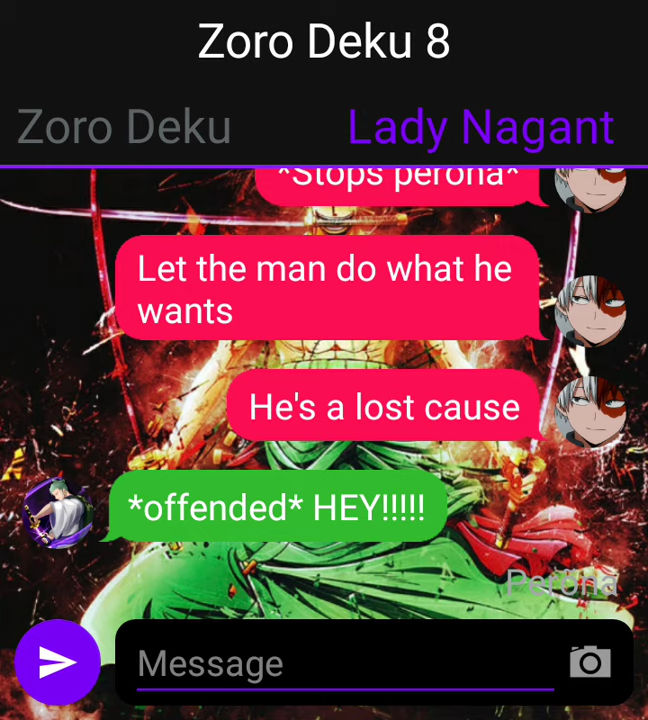 Zoro Deku 8
Zoro Deku
Lady Nagant
*Stops perona*
Let the man do what he
wants
He's a lost cause
*offended* HEY!!!!!
Perona
Message